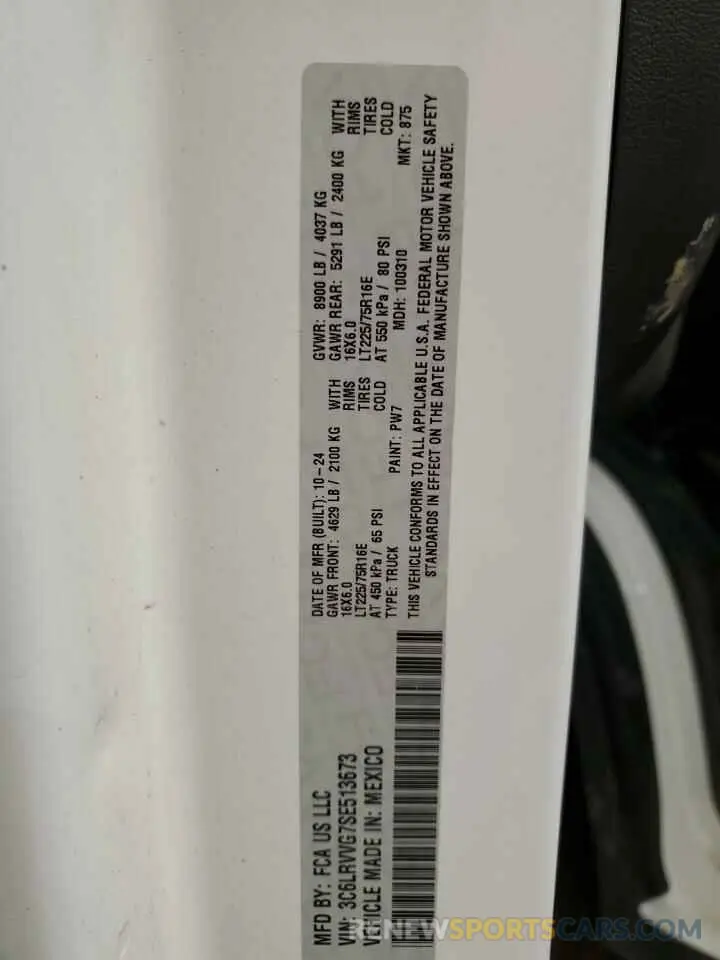 MFD BY: FCA US LLC
VIN: 3C6LRVVG7SE513673
VEHICLE MADE IN: MEXICO
DATE OF MFR (BUILT): 10-24
GAWR FRONT: 4629 LB / 2100 KG WITH
16X6.0 RIMS
LT225/75R16E TIRES
AT 450 kPa / 65 PSI COLD
TYPE: TRUCK
GVWR: 8900 LB / 4037 KG
GAWR REAR: 5291 LB / 2400 KG WITH
16X6.0 RIMS
LT225/75R16E TIRES
AT 550 kPa / 80 PSI COLD
PAINT: PW7 MDH: 100310 MKT: 875
THIS VEHICLE CONFORMS TO ALL APPLICABLE U.S.A. FEDERAL MOTOR VEHICLE SAFETY
STANDARDS IN EFFECT ON THE DATE OF MANUFACTURE SHOWN ABOVE.
RENEWSPORTSCARS.COM